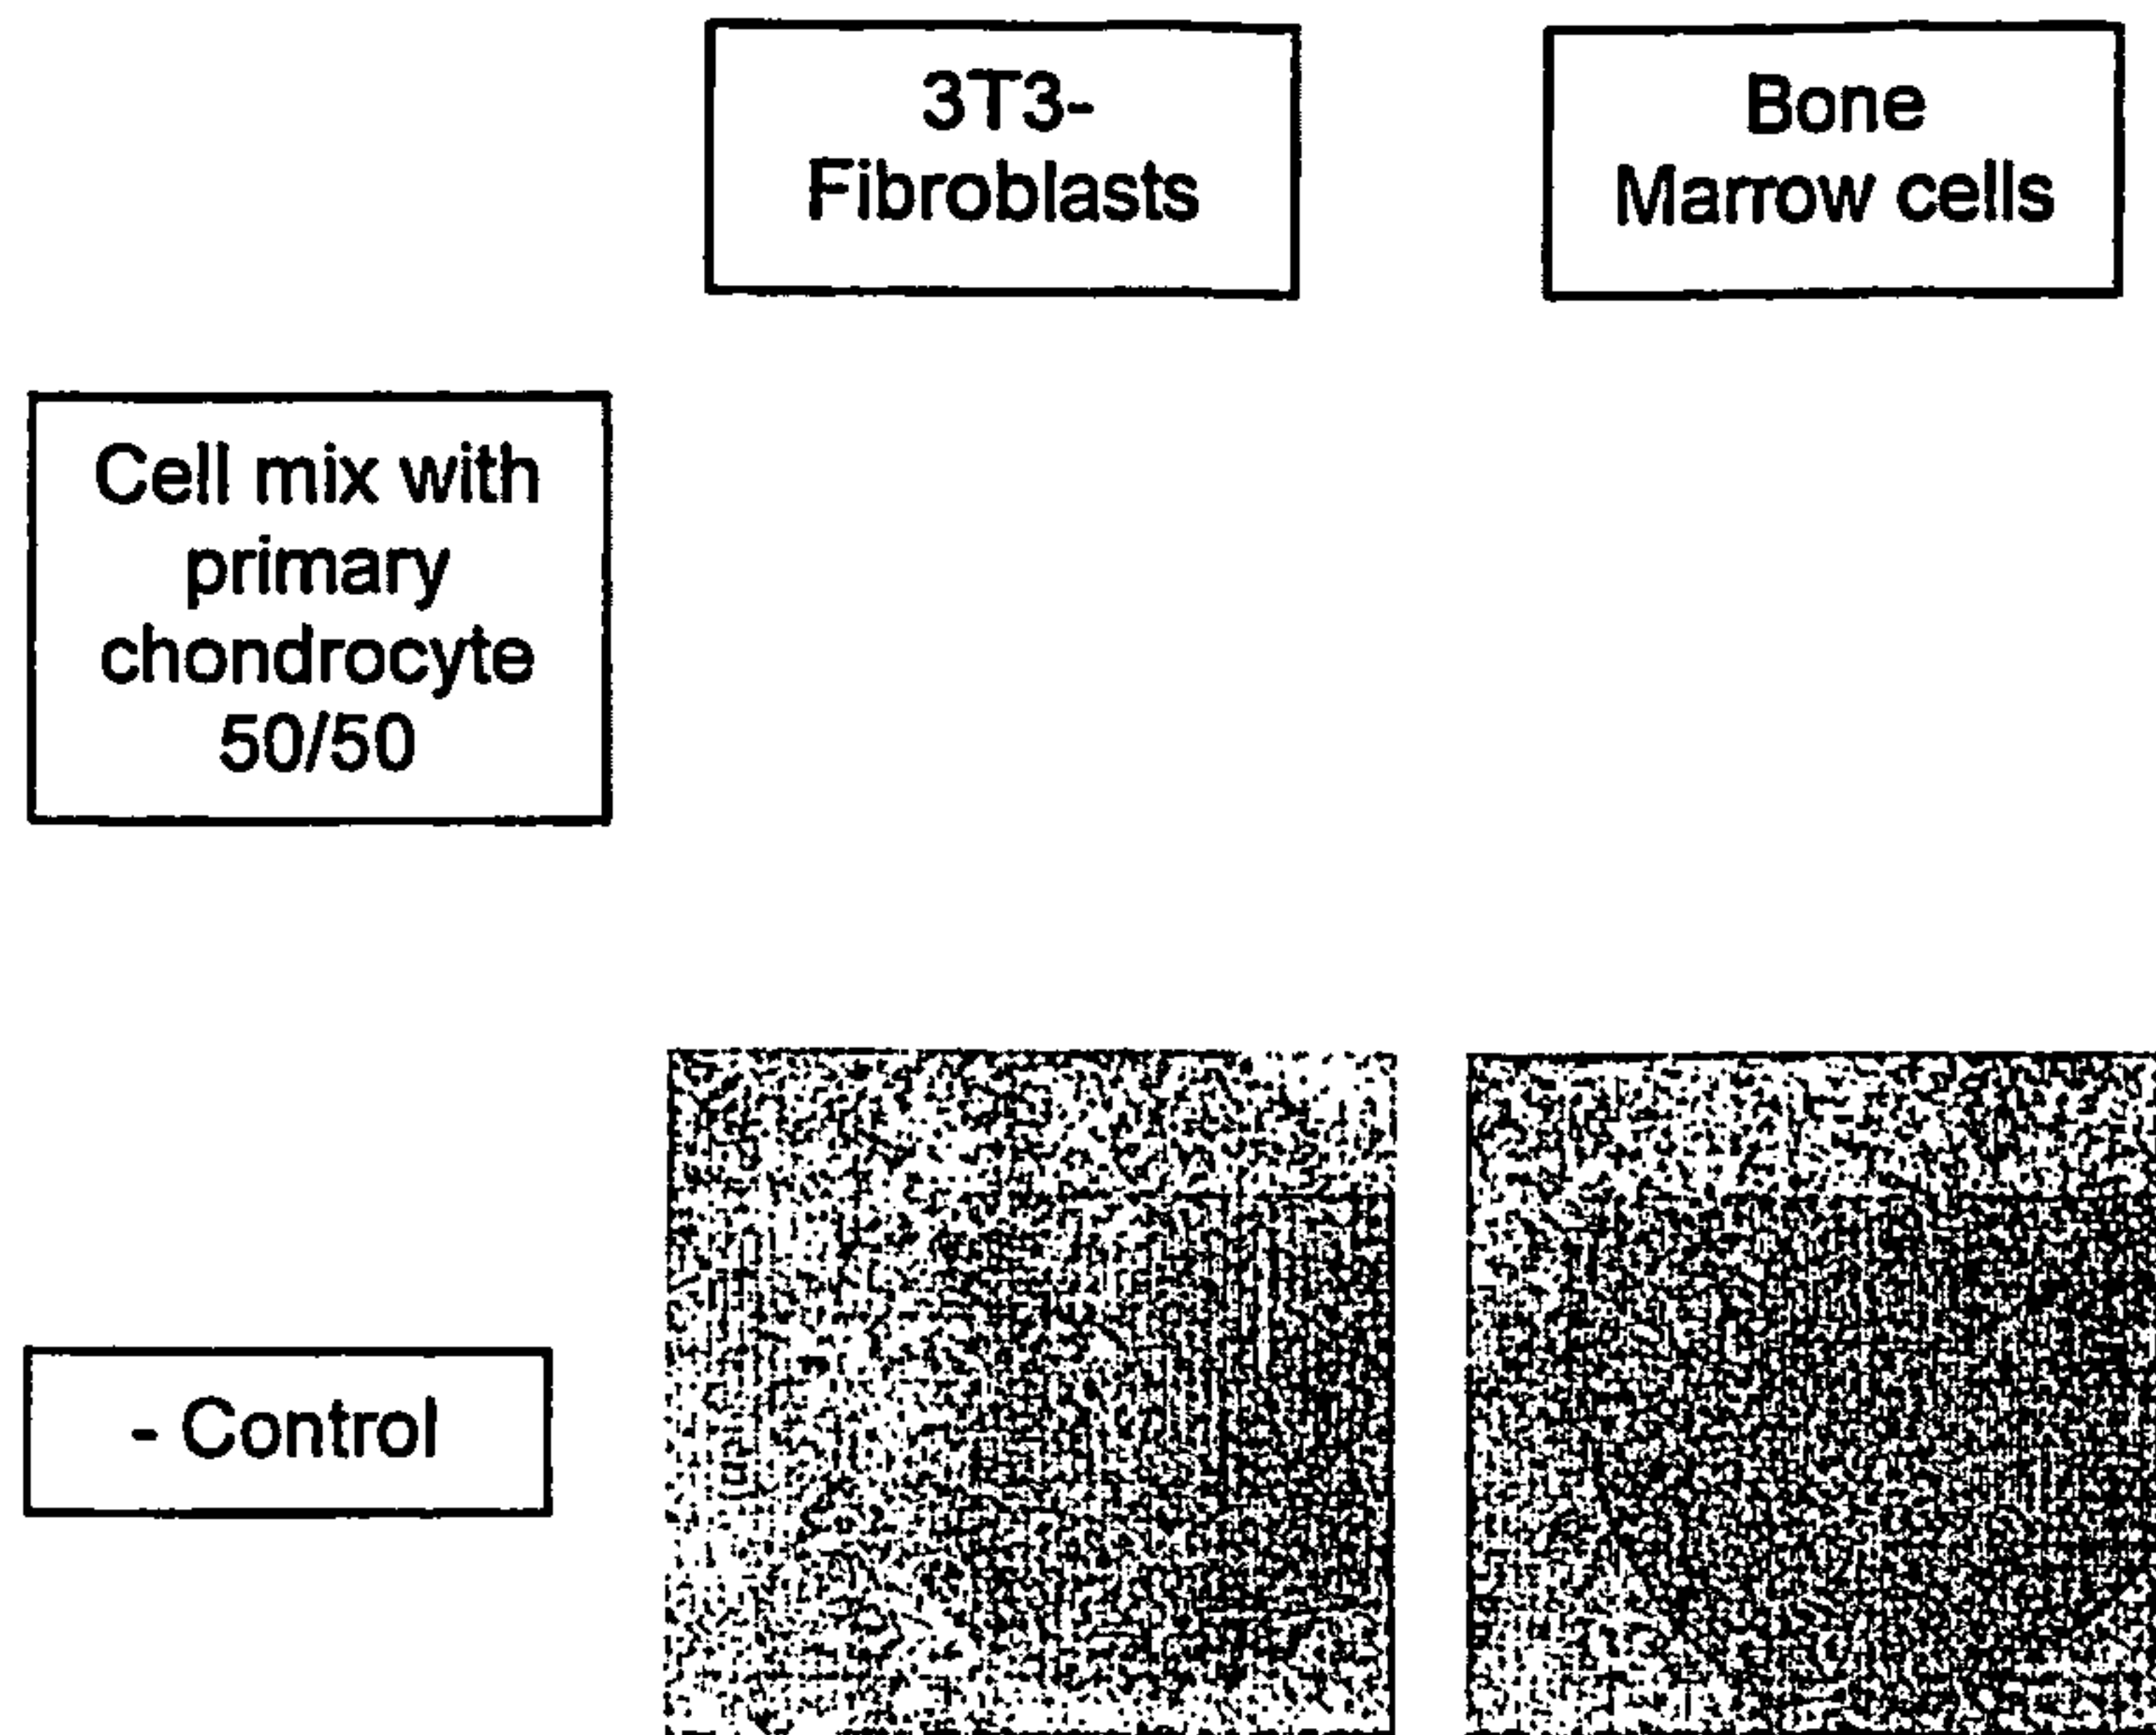 3T3-
Fibroblasts
Bone
Marrow cells
Cell mix with
primary
chondrocyte
50/50
- Control